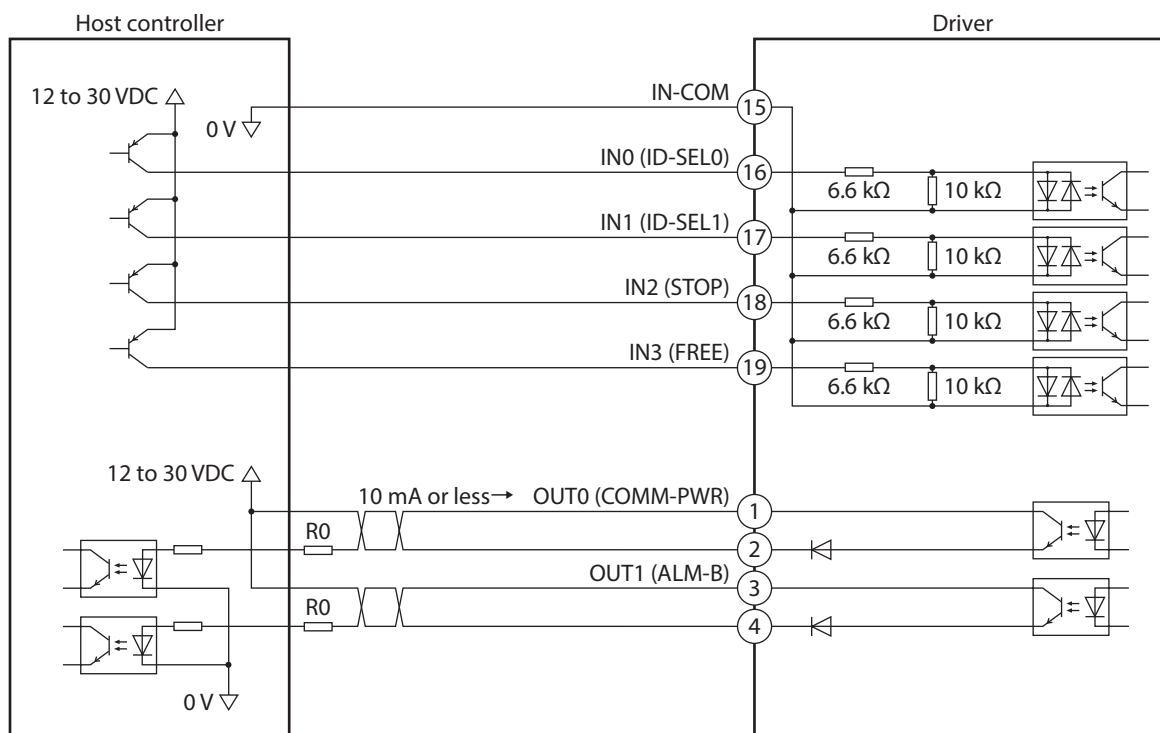 Host controller
Driver
12 to 30 VDC
0 V
IN-COM
15
IN0 (ID-SEL0)
16
6.6 kΩ
10 kΩ
IN1 (ID-SEL1)
17
6.6 kΩ
10 kΩ
IN2 (STOP)
18
6.6 kΩ
10 kΩ
IN3 (FREE)
19
6.6 kΩ
10 kΩ
12 to 30 VDC
10 mA or less→
OUT0 (COMM-PWR)
1
R0
2
OUT1 (ALM-B)
3
R0
4
0 V